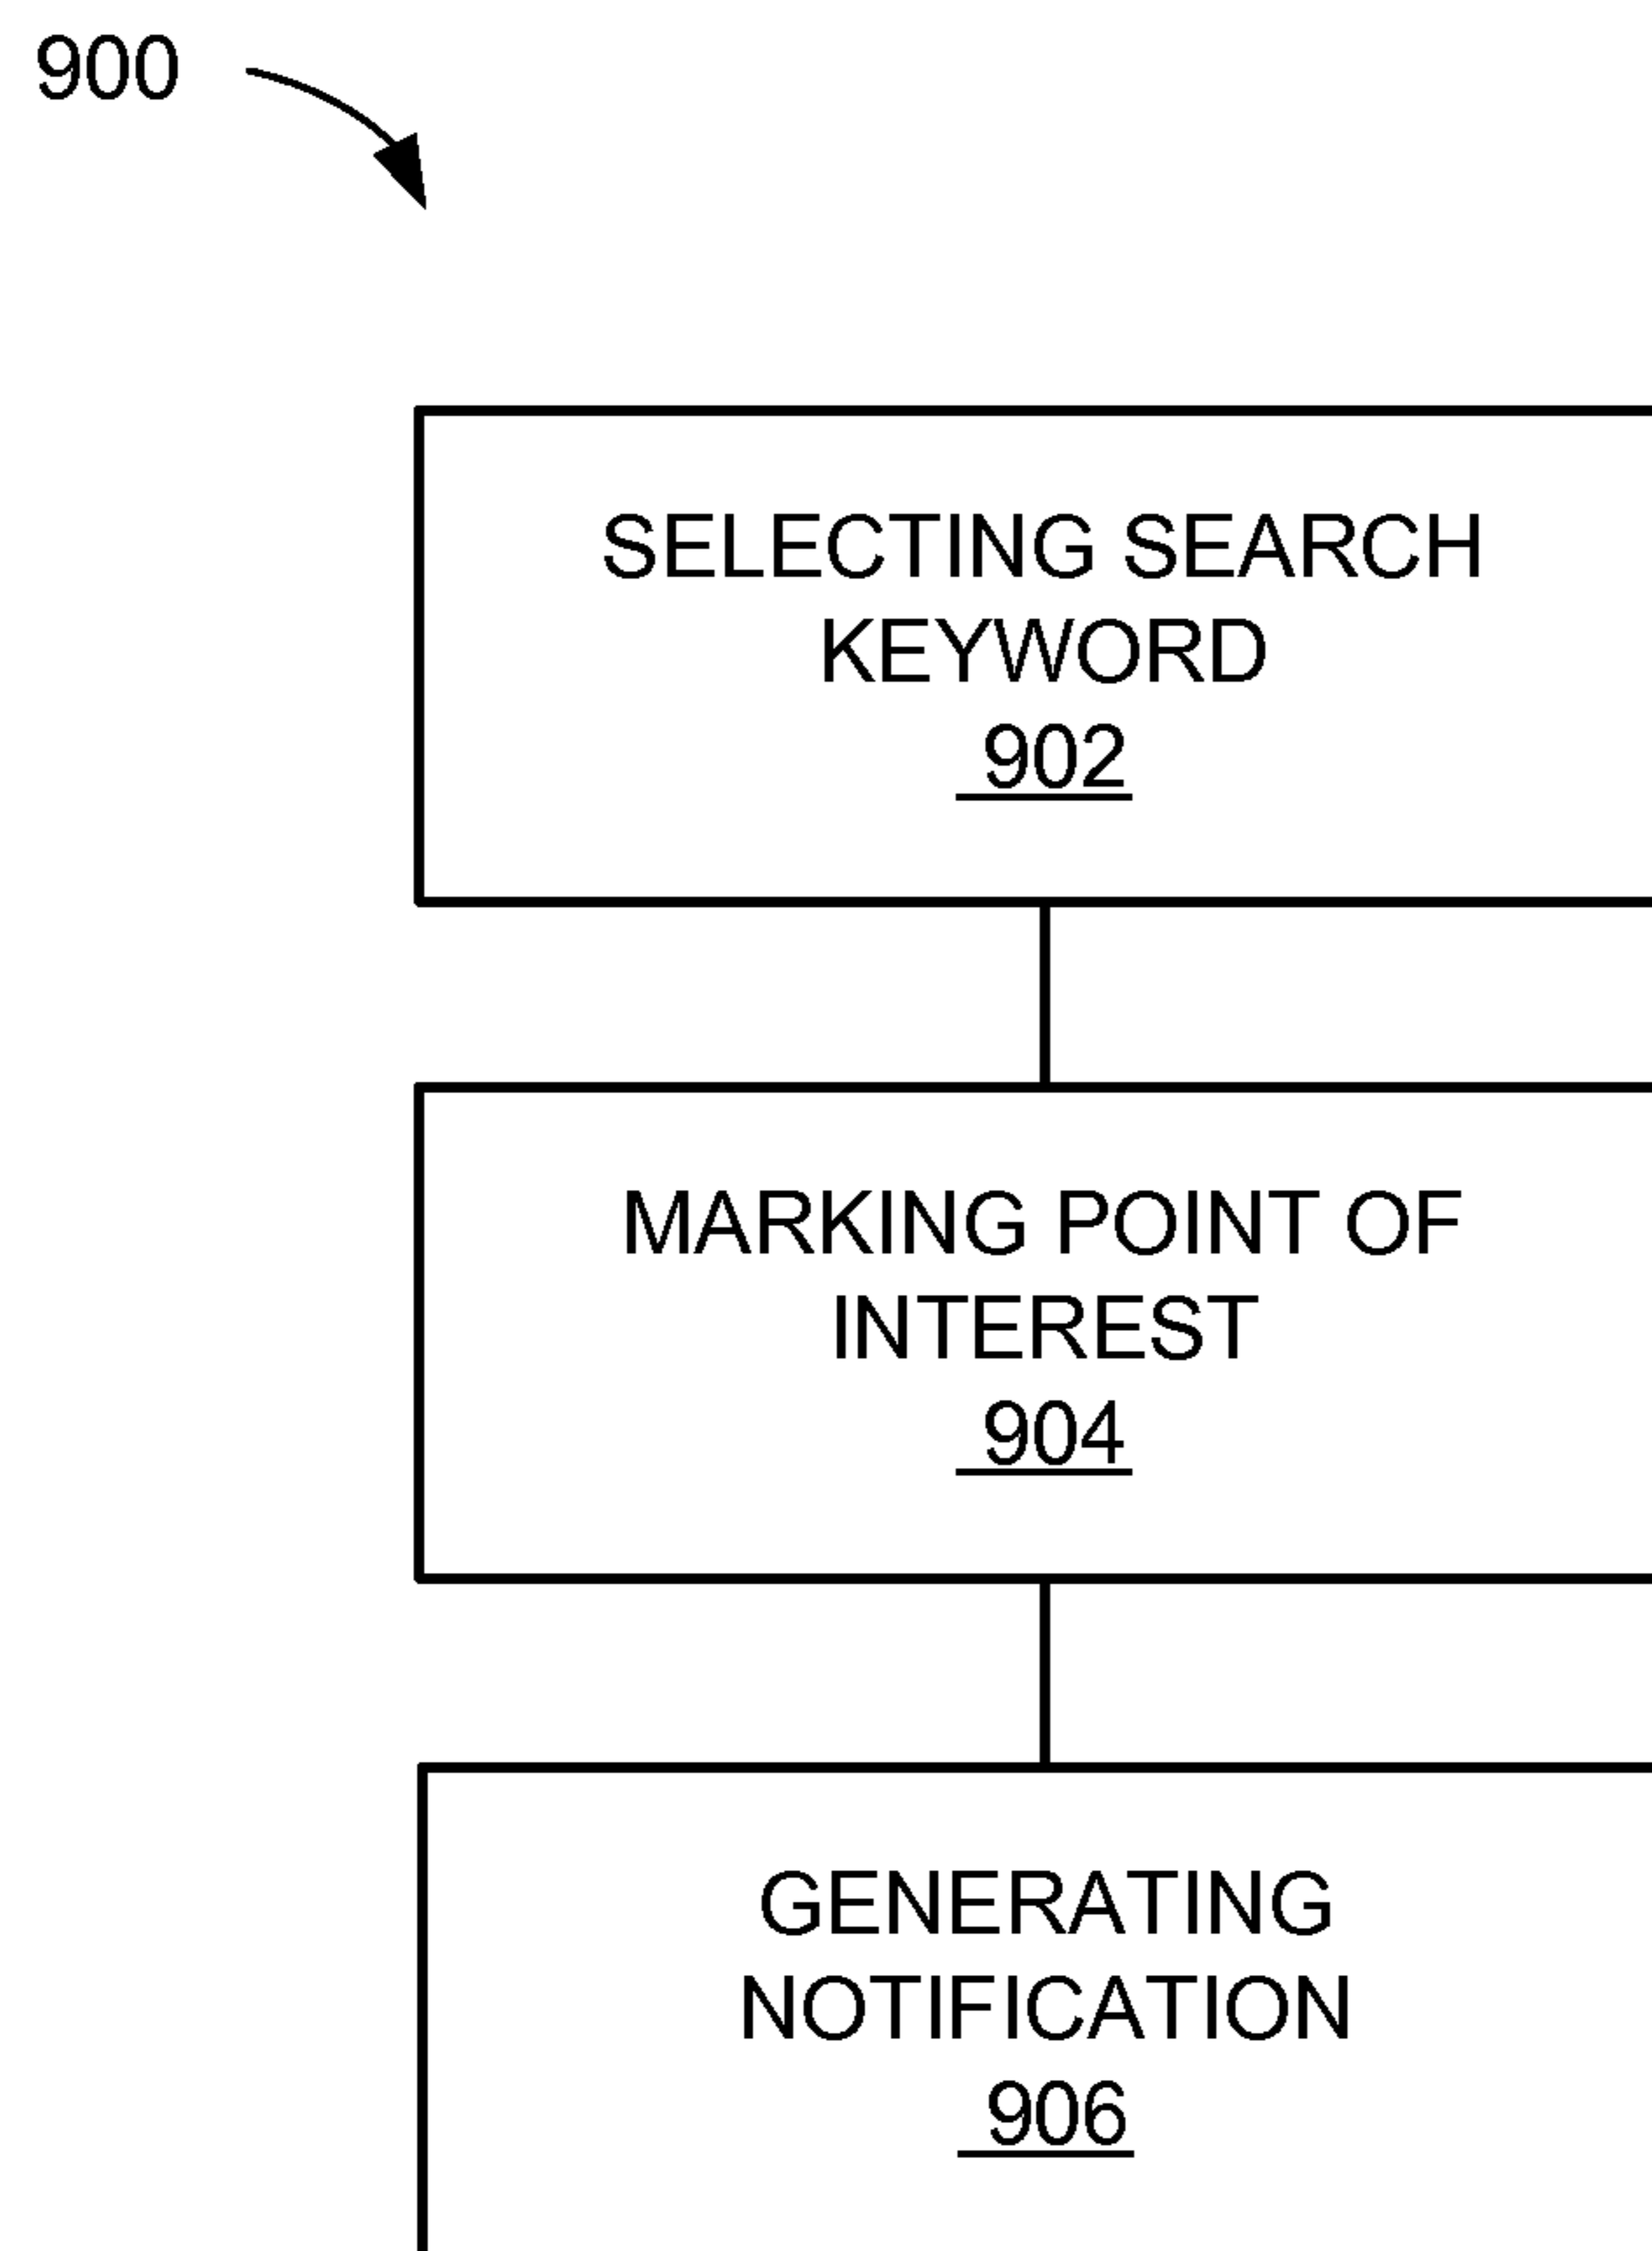 900
SELECTING SEARCH
KEYWORD
902
MARKING POINT OF
INTEREST
904
GENERATING
NOTIFICATION
906